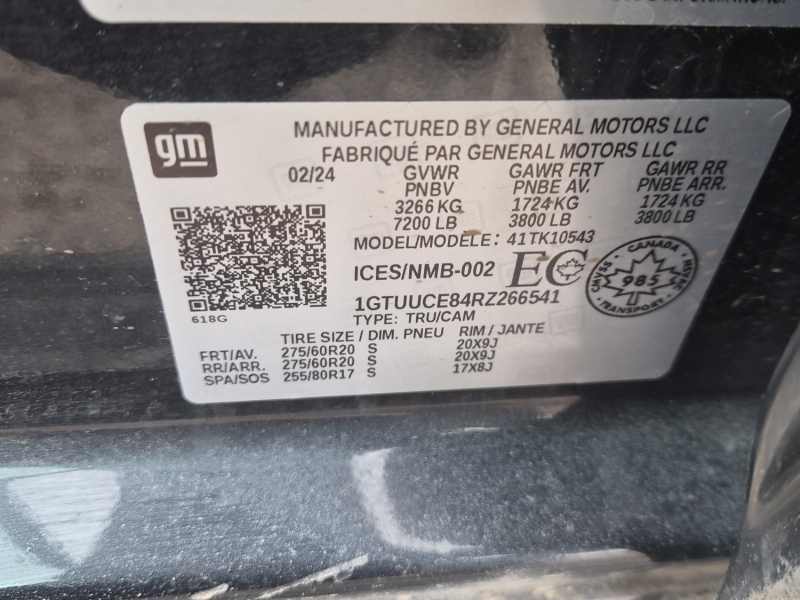 gm
MANUFACTURED BY GENERAL MOTORS LLC
FABRIQUÉ PAR GENERAL MOTORS LLC
02/24 GVWR GAWR FRT GAWR RR
PNBV PNBE AV. PNBE ARR.
3266 KG 1724 KG 1724 KG
7200 LB 3800 LB 3800 LB
MODEL/MODELE: 41TK10543
ICES/NMB-002 EC
CANADA
CMVSS 985 NSVAC
TRANSPORT
1GTUUCE84RZ266541
618G
TYPE: TRU/CAM
TIRE SIZE / DIM. PNEU RIM / JANTE
FRT/AV. 275/60R20 S 20X9J
RR/ARR. 275/60R20 S 20X9J
SPA/SOS 255/80R17 S 17X8J